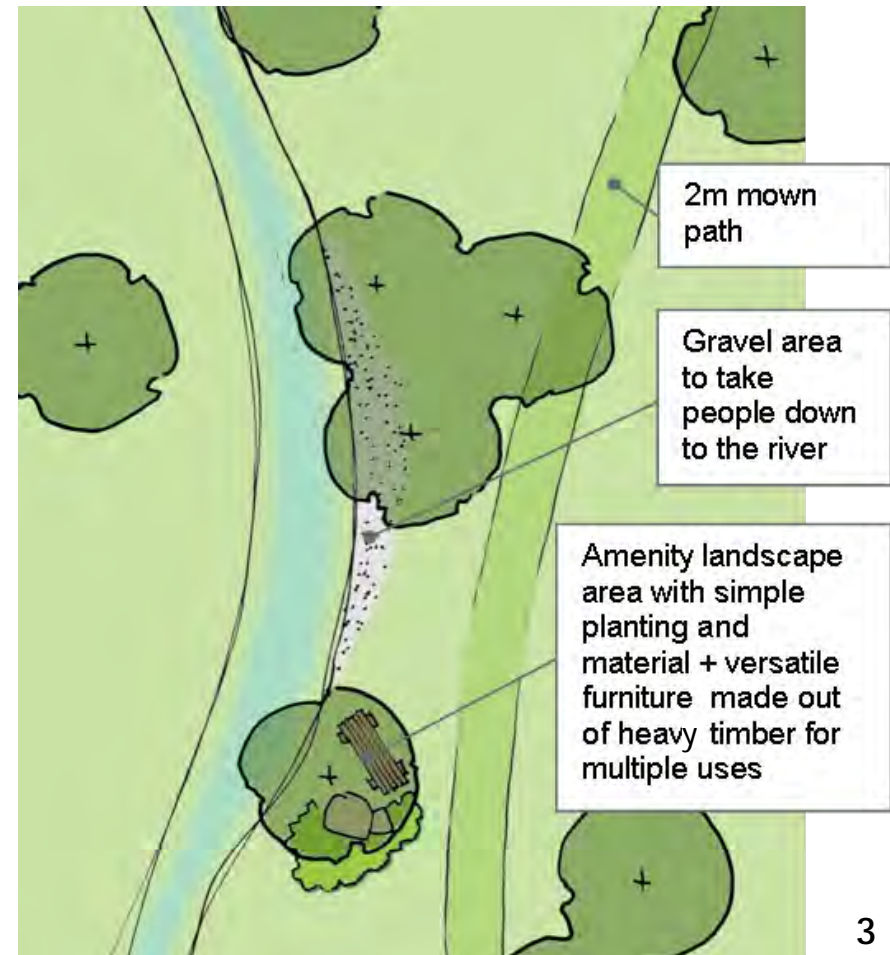 2m mown
path
Gravel area
to take
people down
to the river
Amenity landscape
area with simple
planting and
material + versatile
furniture made out
of heavy timber for
multiple uses
3